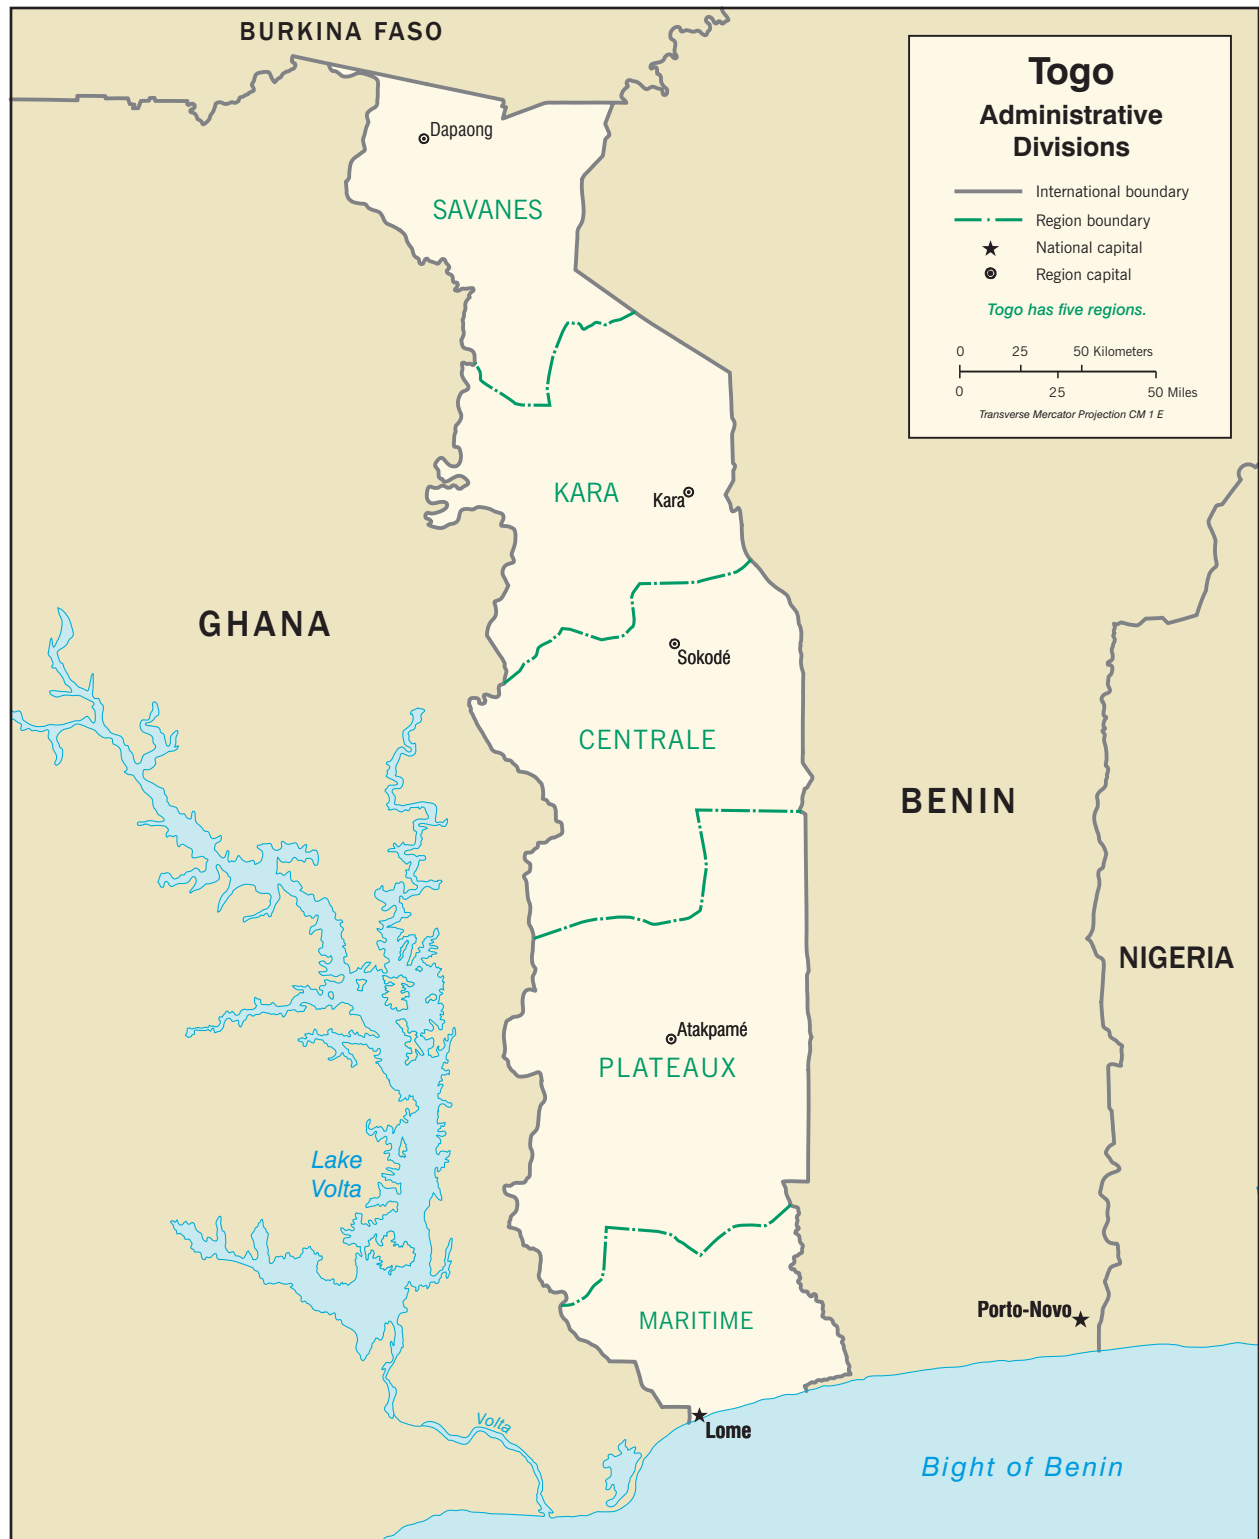 BURKINA FASO
Togo
Administrative
Divisions
International boundary
Region boundary
National capital
Region capital
Togo has five regions.
0 25 50 Kilometers
0 25 50 Miles
Transverse Mercator Projection CM 1 E
Dapaong
SAVANES
KARA
Kara
GHANA
Sokodé
CENTRALE
BENIN
NIGERIA
Atakpamé
PLATEAUX
Lake
Volta
MARITIME
Porto-Novo
Volta
Lome
Bight of Benin